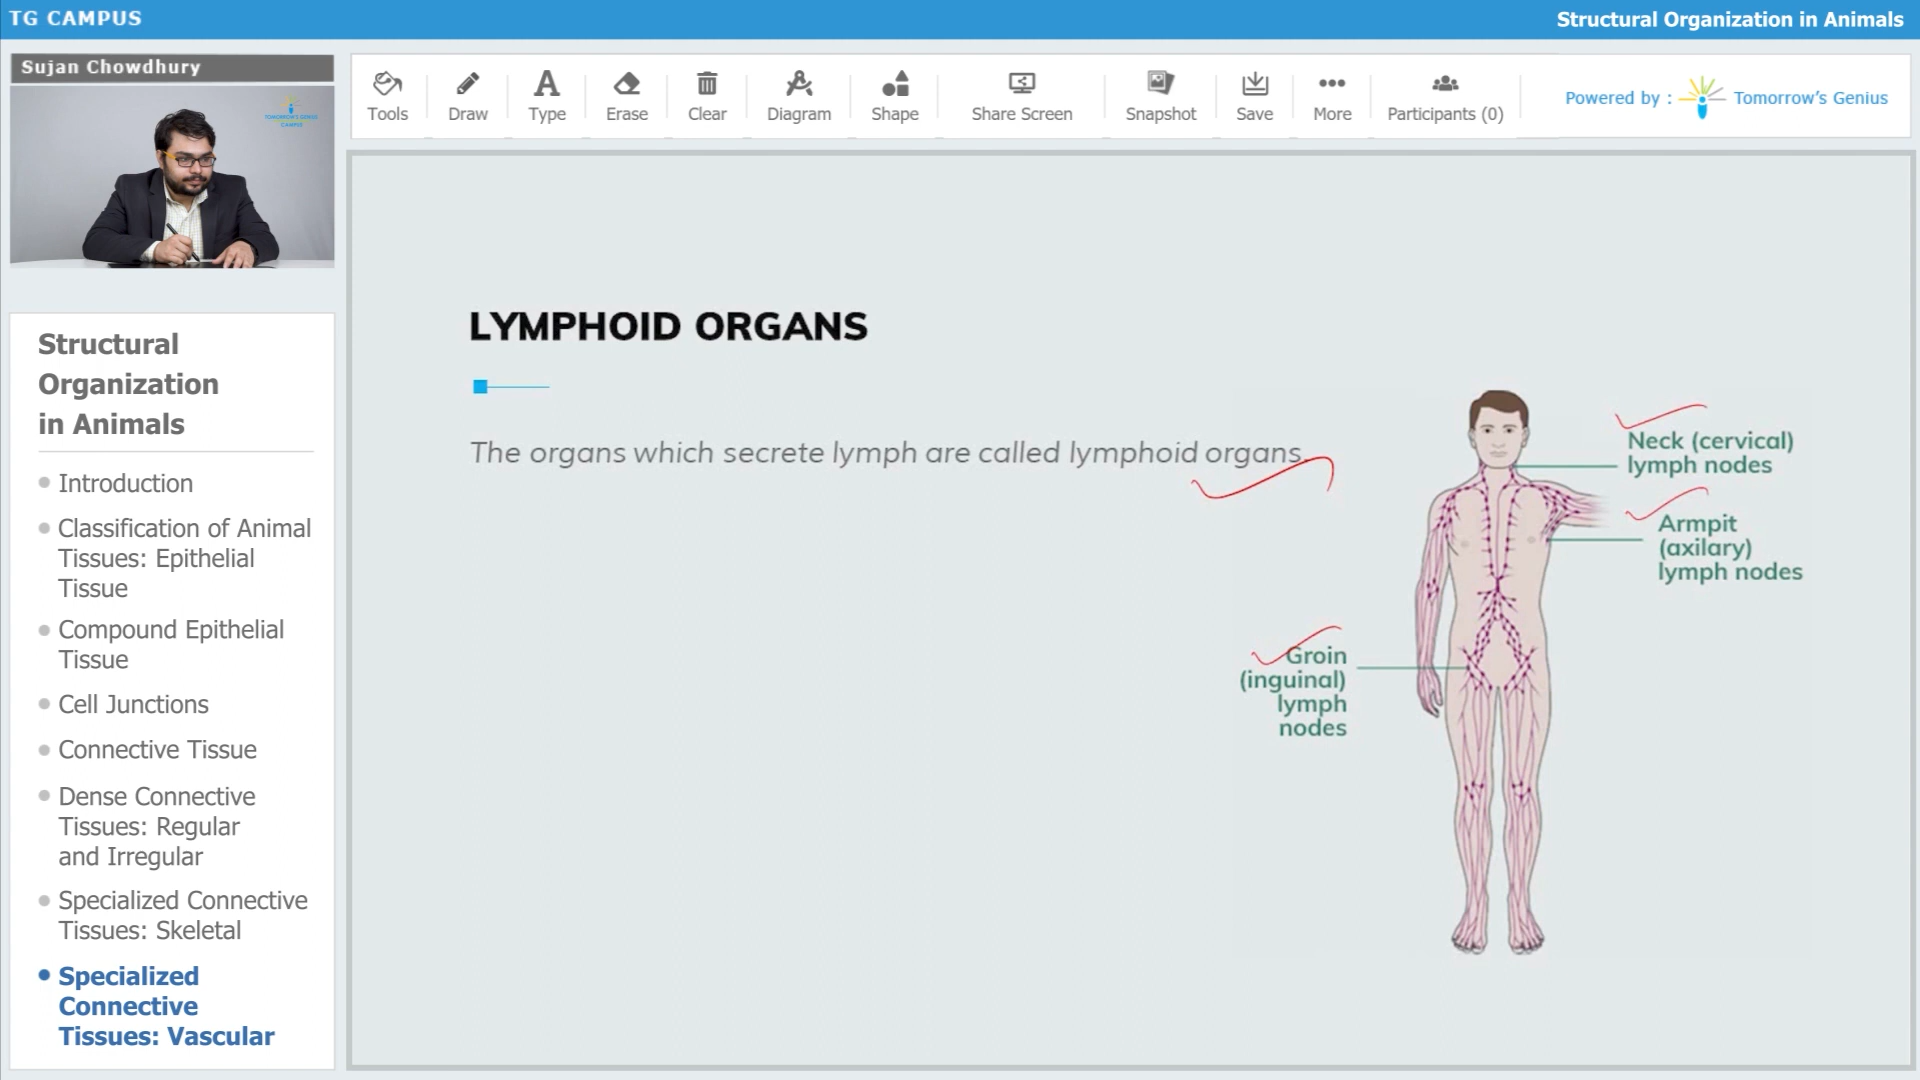 TG CAMPUS
Structural Organization in Animals
Sujan Chowdhury
TOMORROW'S GENIUS
CAMPUS
Tools
Draw
Type
Erase
Clear
Diagram
Shape
Share Screen
Snapshot
Save
More
Participants (0)
Powered by :
Tomorrow's Genius
Structural
Organization
in Animals
Introduction
Classification of Animal
Tissues: Epithelial
Tissue
Compound Epithelial
Tissue
Cell Junctions
Connective Tissue
Dense Connective
Tissues: Regular
and Irregular
Specialized Connective
Tissues: Skeletal
Specialized
Connective
Tissues: Vascular
LYMPHOID ORGANS
The organs which secrete lymph are called lymphoid organs.
Neck (cervical)
lymph nodes
Armpit
(axilary)
lymph nodes
Groin
(inguinal)
lymph
nodes